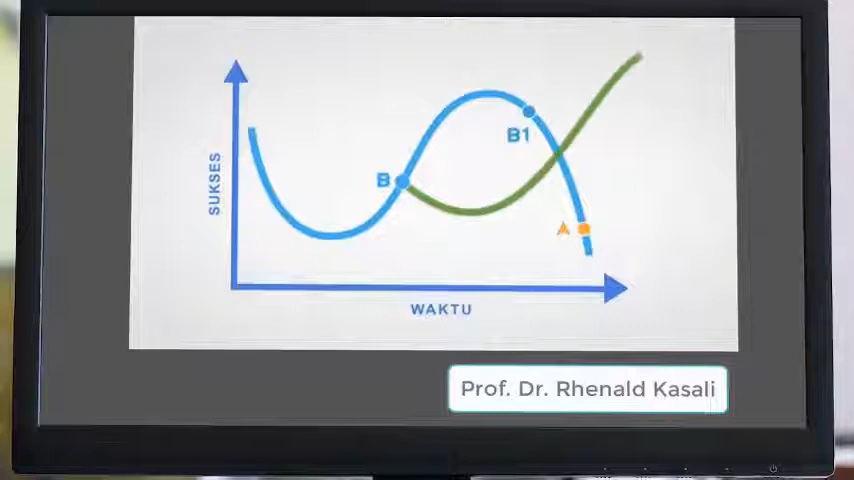 SUKSES
B
B1
A
WAKTU
Prof. Dr. Rhenald Kasali